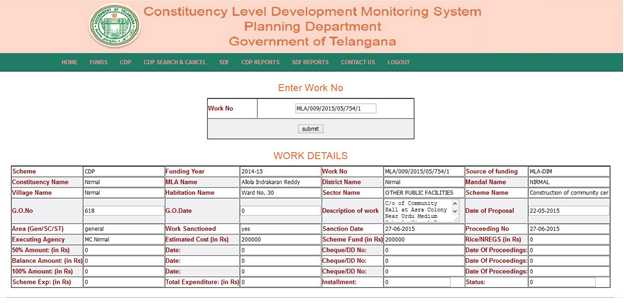 Constituency Level Development Monitoring System
Planning Department
Government of Telangana
HOME FUNDS CDP CDP SEARCH & CANCEL SDF CDP REPORTS SDF REPORTS CONTACT US LOGOUT
Enter Work No
Work No MLA/009/2015/05/754/1
submit
WORK DETAILS
Scheme CDP Funding Year 2014-15 Work No MLA/009/2015/05/754/1 Source of funding MLA-00M
Constituency Name Nirmal MLA Name Allola Indrakaran Reddy District Name Nirmal Mandal Name NIRMAL
Village Name Nirmal Habitation Name Ward No. 30 Sector Name OTHER PUBLIC FACILITIES Scheme Name Construction of community cer
G.O.No 618 G.O.Date 0 Description of work C/o of Community
Hall at Asra Colony
Near Urdu Medium
Date of Proposal 22-05-2015
Area (Gen/SC/ST) general Work Sanctioned yes Sanction Date 27-06-2015 Proceeding No 27-06-2015
Executing Agency MC Nirmal Estimated Cost (in Rs) 200000 Scheme Fund (in Rs) 200000 Rice/NREGS (in Rs) 0
50% Amount: (in Rs) 0 Date: 0 Cheque/DD No: 0 Date Of Proceedings: 0
Balance Amount: (in Rs) 0 Date: 0 Cheque/DD No: 0 Date Of Proceedings: 0
100% Amount: (in Rs) 0 Date: 0 Cheque/DD No: 0 Date Of Proceedings: 0
Scheme Exp: (in Rs) 0 Total Expenditure: (in Rs) 0 Installment: 0 Status: 0